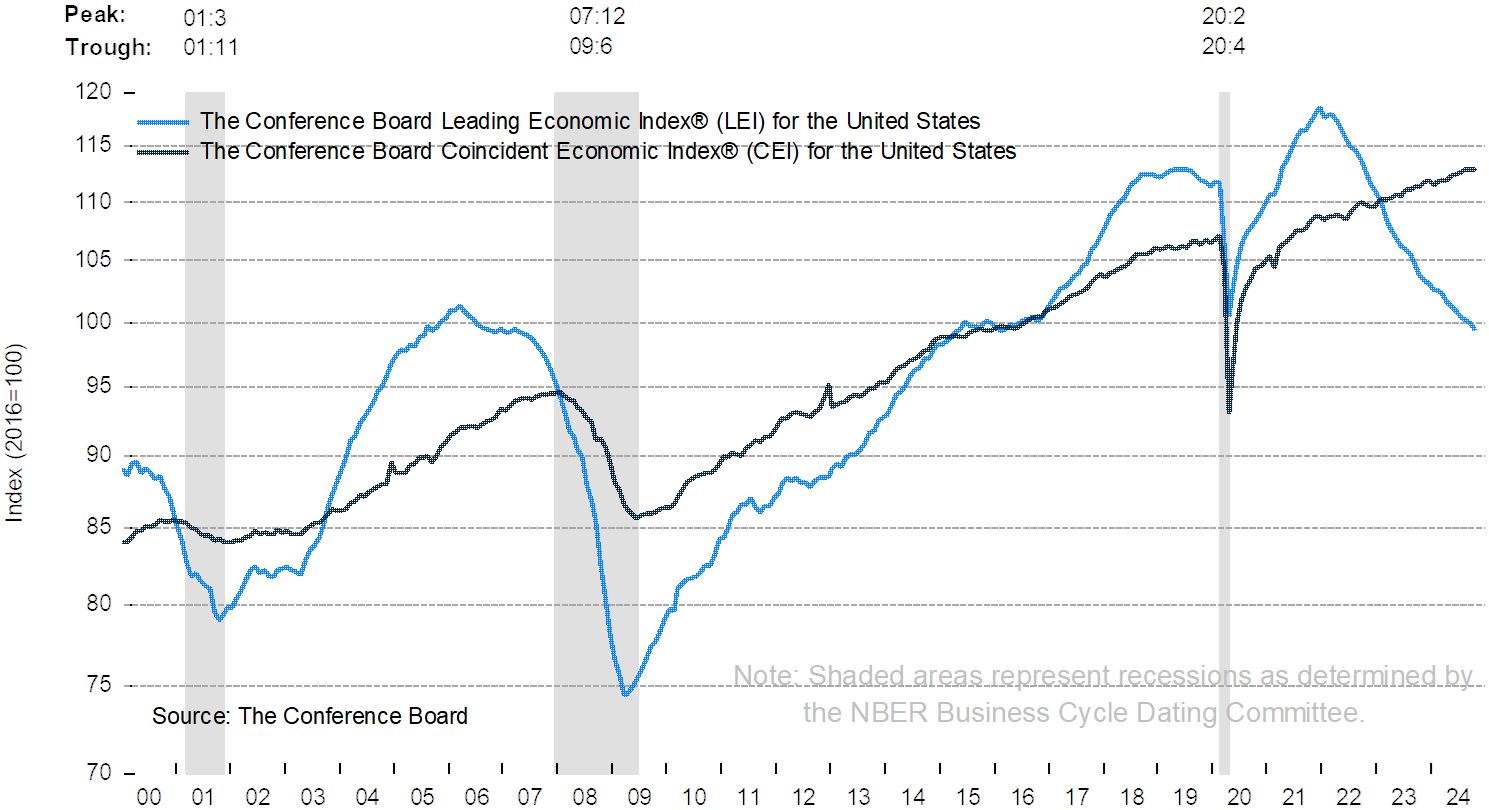 Peak: 01:3 07:12 20:2
Trough: 01:11 09:6 20:4
120
The Conference Board Leading Economic Index® (LEI) for the United States
115
The Conference Board Coincident Economic Index® (CEI) for the United States
110
105
100
95
90
85
80
75
70
Index (2016=100)
Note: Shaded areas represent recessions as determined by
the NBER Business Cycle Dating Committee.
Source: The Conference Board
00 01 02 03 04 05 06 07 08 09 10 11 12 13 14 15 16 17 18 19 20 21 22 23 24